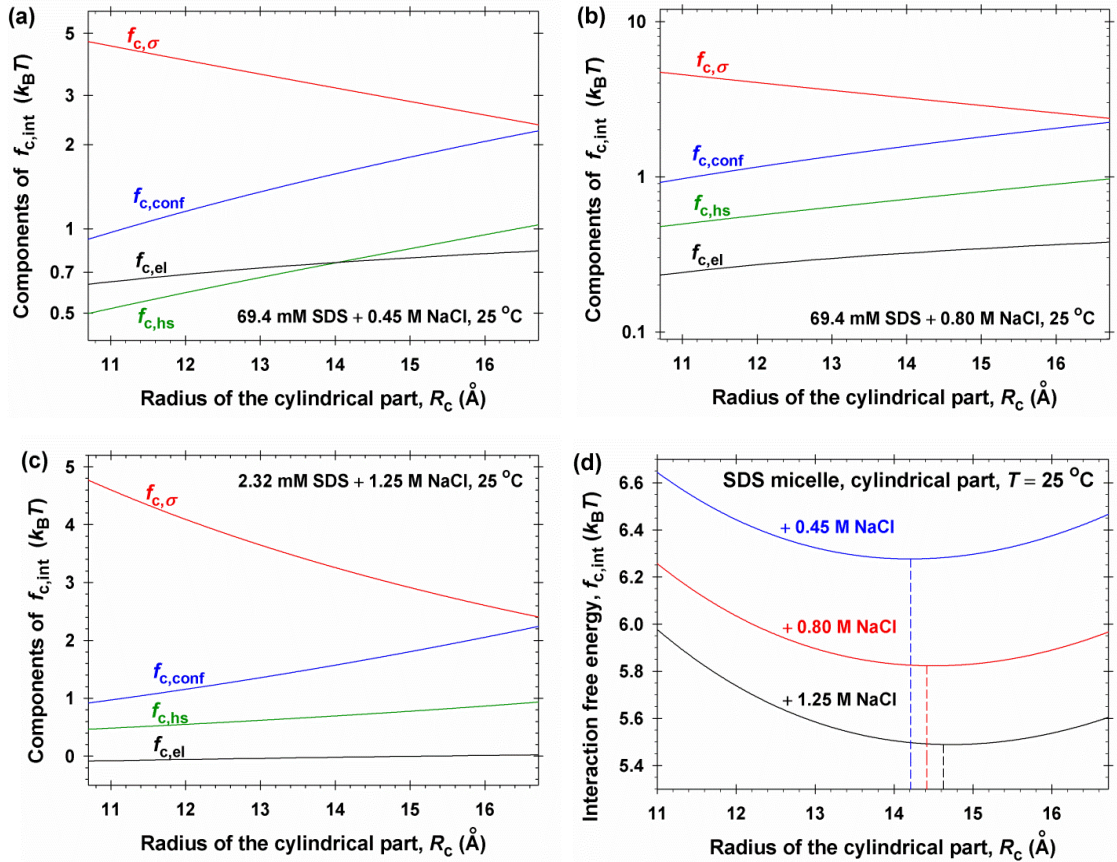 (a)
Components of f_c,int (k_BT)
5
3
2
1
0.7
0.5
f_c,σ
f_c,conf
f_c,el
f_c,hs
69.4 mM SDS + 0.45 M NaCl, 25 °C
11 12 13 14 15 16
Radius of the cylindrical part, R_c (Å)
(b)
Components of f_c,int (k_BT)
10
1
0.1
f_c,σ
f_c,conf
f_c,hs
f_c,el
69.4 mM SDS + 0.80 M NaCl, 25 °C
11 12 13 14 15 16
Radius of the cylindrical part, R_c (Å)
(c)
Components of f_c,int (k_BT)
5
4
3
2
1
0
2.32 mM SDS + 1.25 M NaCl, 25 °C
f_c,σ
f_c,conf
f_c,hs
f_c,el
11 12 13 14 15 16
Radius of the cylindrical part, R_c (Å)
(d)
Interaction free energy, f_c,int (k_BT)
6.6
6.4
6.2
6.0
5.8
5.6
5.4
SDS micelle, cylindrical part, T = 25 °C
+ 0.45 M NaCl
+ 0.80 M NaCl
+ 1.25 M NaCl
11 12 13 14 15 16
Radius of the cylindrical part, R_c (Å)